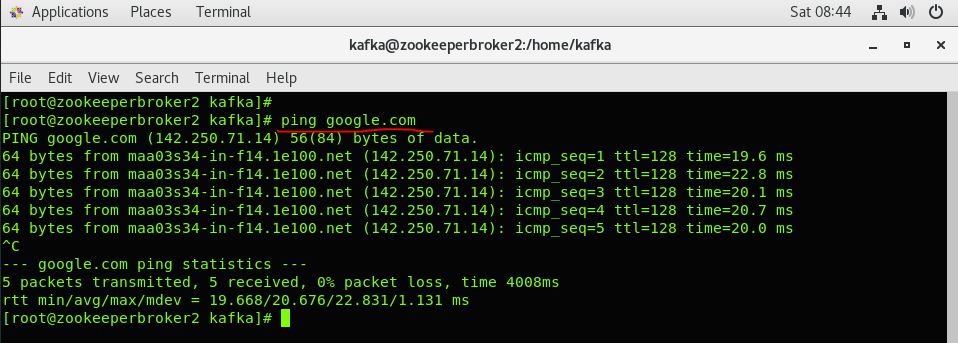 Applications Places Terminal Sat 08:44
kafka@zookeeperbroker2:/home/kafka
File Edit View Search Terminal Help
[root@zookeeperbroker2 kafka]#
[root@zookeeperbroker2 kafka]# ping google.com
PING google.com (142.250.71.14) 56(84) bytes of data.
64 bytes from maa03s34-in-f14.1e100.net (142.250.71.14): icmp_seq=1 ttl=128 time=19.6 ms
64 bytes from maa03s34-in-f14.1e100.net (142.250.71.14): icmp_seq=2 ttl=128 time=22.8 ms
64 bytes from maa03s34-in-f14.1e100.net (142.250.71.14): icmp_seq=3 ttl=128 time=20.1 ms
64 bytes from maa03s34-in-f14.1e100.net (142.250.71.14): icmp_seq=4 ttl=128 time=20.7 ms
64 bytes from maa03s34-in-f14.1e100.net (142.250.71.14): icmp_seq=5 ttl=128 time=20.0 ms
^C
--- google.com ping statistics ---
5 packets transmitted, 5 received, 0% packet loss, time 4008ms
rtt min/avg/max/mdev = 19.668/20.676/22.831/1.131 ms
[root@zookeeperbroker2 kafka]#